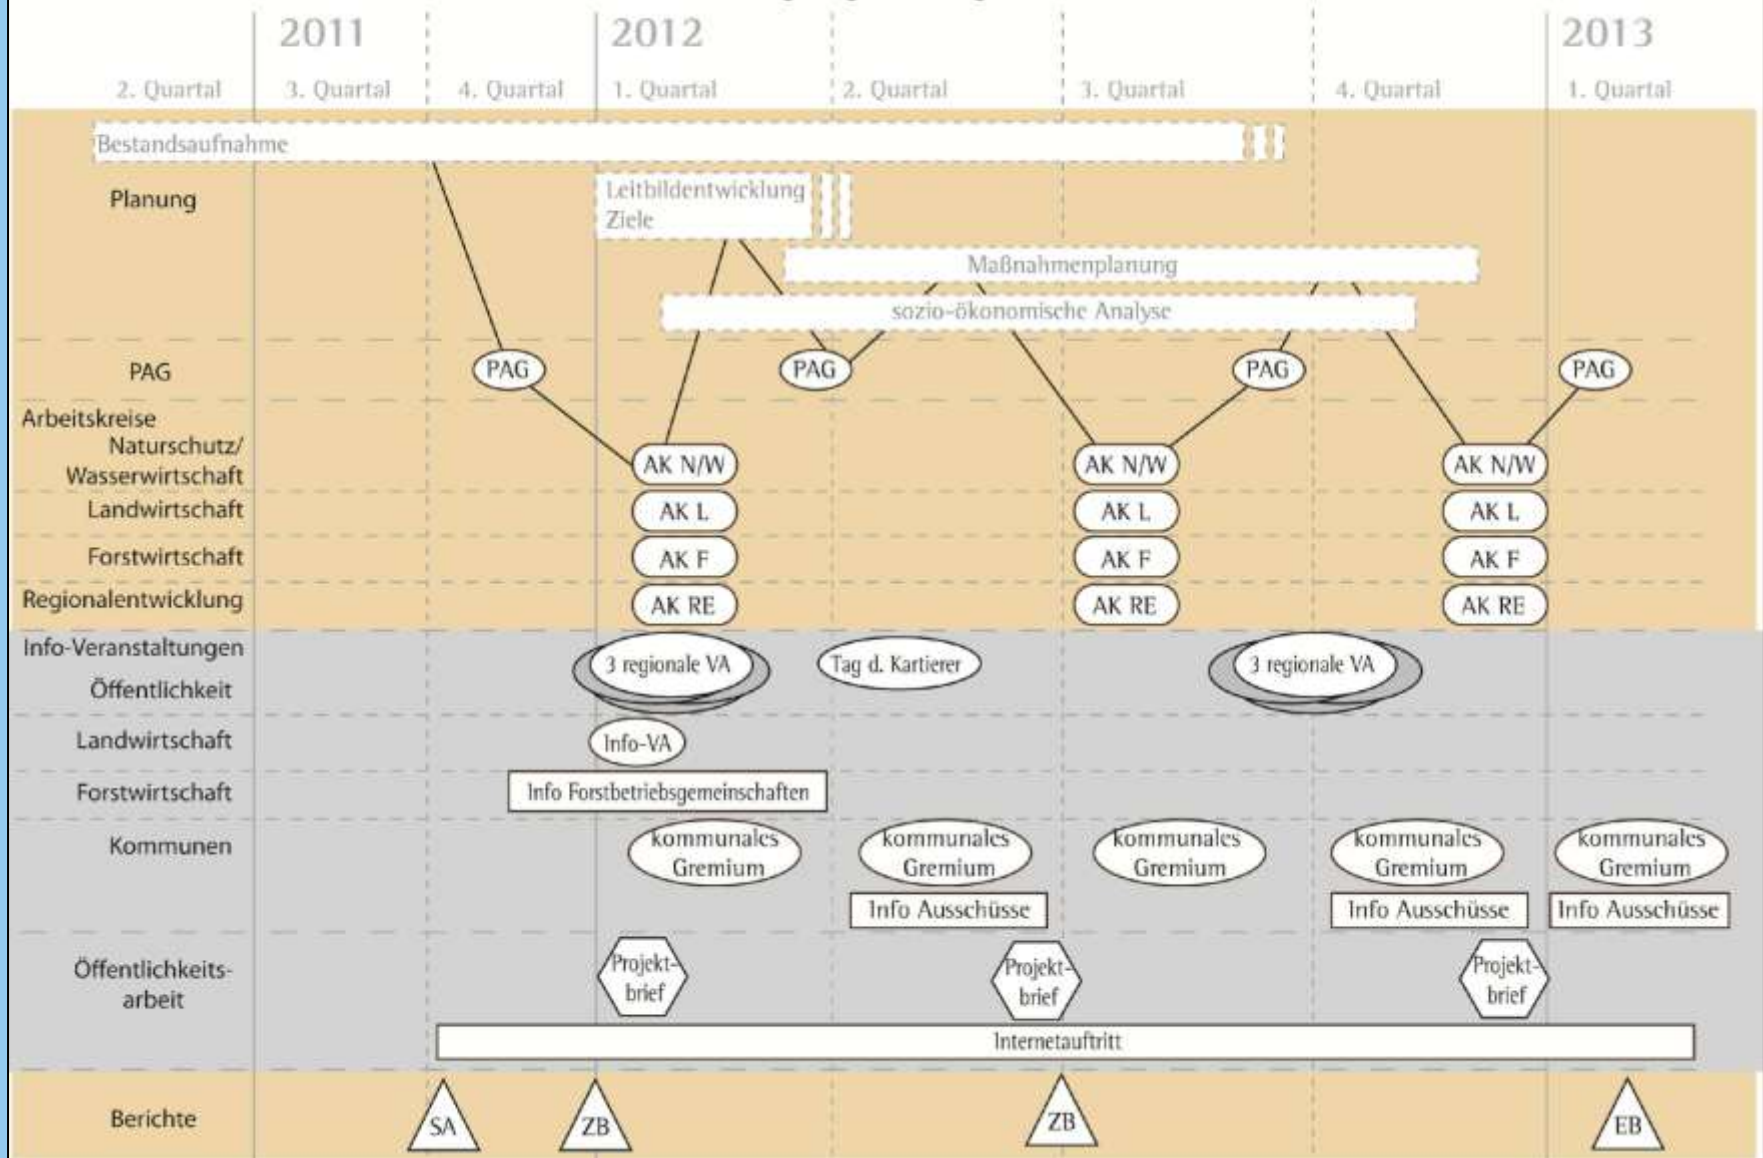 2011
2012
2013
2. Quartal
3. Quartal
4. Quartal
1. Quartal
2. Quartal
3. Quartal
4. Quartal
1. Quartal
Bestandsaufnahme
Planung
Leitbildentwicklung
Ziele
Maßnahmenplanung
sozio-ökonomische Analyse
PAG
PAG
PAG
PAG
PAG
Arbeitskreise
Naturschutz/
Wasserwirtschaft
AK N/W
AK N/W
AK N/W
Landwirtschaft
AK L
AK L
AK L
Forstwirtschaft
AK F
AK F
AK F
Regionalentwicklung
AK RE
AK RE
AK RE
Info-Veranstaltungen
Öffentlichkeit
3 regionale VA
Tag d. Kartierer
3 regionale VA
Landwirtschaft
Info-VA
Forstwirtschaft
Info Forstbetriebsgemeinschaften
Kommunen
kommunales
Gremium
kommunales
Gremium
kommunales
Gremium
kommunales
Gremium
kommunales
Gremium
Info Ausschüsse
Info Ausschüsse
Info Ausschüsse
Öffentlichkeits-
arbeit
Projekt-
brief
Projekt-
brief
Projekt-
brief
Internetauftritt
Berichte
SA
ZB
ZB
EB